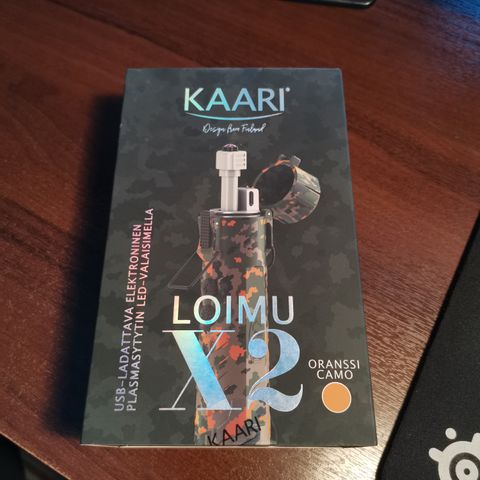 KAARI®
Design from Finland
USB-LADATTAVA ELEKTRONINEN
PLASMASYTYTIN LED-VALAISIMELLA
LOIMU
X2
ORANSSI
CAMO
KAARI